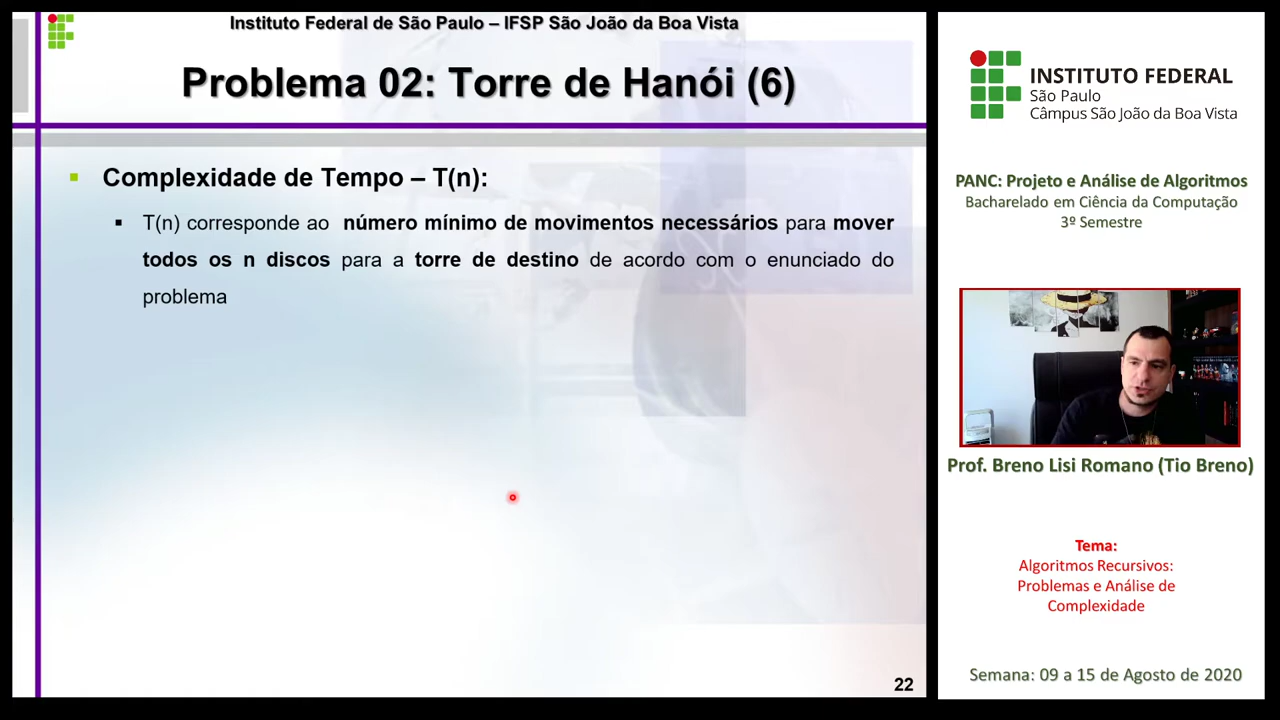 Instituto Federal de São Paulo – IFSP São João da Boa Vista
Problema 02: Torre de Hanói (6)
Complexidade de Tempo – T(n):
T(n) corresponde ao número mínimo de movimentos necessários para mover
todos os n discos para a torre de destino de acordo com o enunciado do
problema
22
INSTITUTO FEDERAL
São Paulo
Câmpus São João da Boa Vista
PANC: Projeto e Análise de Algoritmos
Bacharelado em Ciência da Computação
3º Semestre
Prof. Breno Lisi Romano (Tio Breno)
Tema:
Algoritmos Recursivos:
Problemas e Análise de
Complexidade
Semana: 09 a 15 de Agosto de 2020